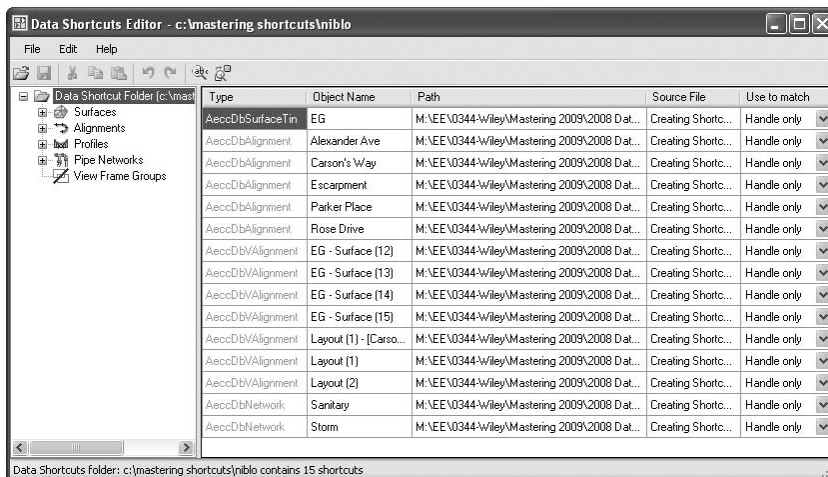 Data Shortcuts Editor - c:\mastering shortcuts\niblo
File Edit Help
Data Shortcut Folder (c:\mast
Surfaces
Alignments
Profiles
Pipe Networks
View Frame Groups
Type Object Name Path Source File Use to match
AeccDbSurfaceTin EG M:\EE\0344-Wiley\Mastering 2009\2008 Dat... Creating Shortc... Handle only
AeccDbAlignment Alexander Ave M:\EE\0344-Wiley\Mastering 2009\2008 Dat... Creating Shortc... Handle only
AeccDbAlignment Carson's Way M:\EE\0344-Wiley\Mastering 2009\2008 Dat... Creating Shortc... Handle only
AeccDbAlignment Escarpment M:\EE\0344-Wiley\Mastering 2009\2008 Dat... Creating Shortc... Handle only
AeccDbAlignment Parker Place M:\EE\0344-Wiley\Mastering 2009\2008 Dat... Creating Shortc... Handle only
AeccDbAlignment Rose Drive M:\EE\0344-Wiley\Mastering 2009\2008 Dat... Creating Shortc... Handle only
AeccDbVAlignment EG - Surface (12) M:\EE\0344-Wiley\Mastering 2009\2008 Dat... Creating Shortc... Handle only
AeccDbVAlignment EG - Surface (13) M:\EE\0344-Wiley\Mastering 2009\2008 Dat... Creating Shortc... Handle only
AeccDbVAlignment EG - Surface (14) M:\EE\0344-Wiley\Mastering 2009\2008 Dat... Creating Shortc... Handle only
AeccDbVAlignment EG - Surface (15) M:\EE\0344-Wiley\Mastering 2009\2008 Dat... Creating Shortc... Handle only
AeccDbVAlignment Layout (1) - [Carso... M:\EE\0344-Wiley\Mastering 2009\2008 Dat... Creating Shortc... Handle only
AeccDbVAlignment Layout (1) M:\EE\0344-Wiley\Mastering 2009\2008 Dat... Creating Shortc... Handle only
AeccDbVAlignment Layout (2) M:\EE\0344-Wiley\Mastering 2009\2008 Dat... Creating Shortc... Handle only
AeccDbNetwork Sanitary M:\EE\0344-Wiley\Mastering 2009\2008 Dat... Creating Shortc... Handle only
AeccDbNetwork Storm M:\EE\0344-Wiley\Mastering 2009\2008 Dat... Creating Shortc... Handle only
Data Shortcuts folder: c:\mastering shortcuts\niblo contains 15 shortcuts